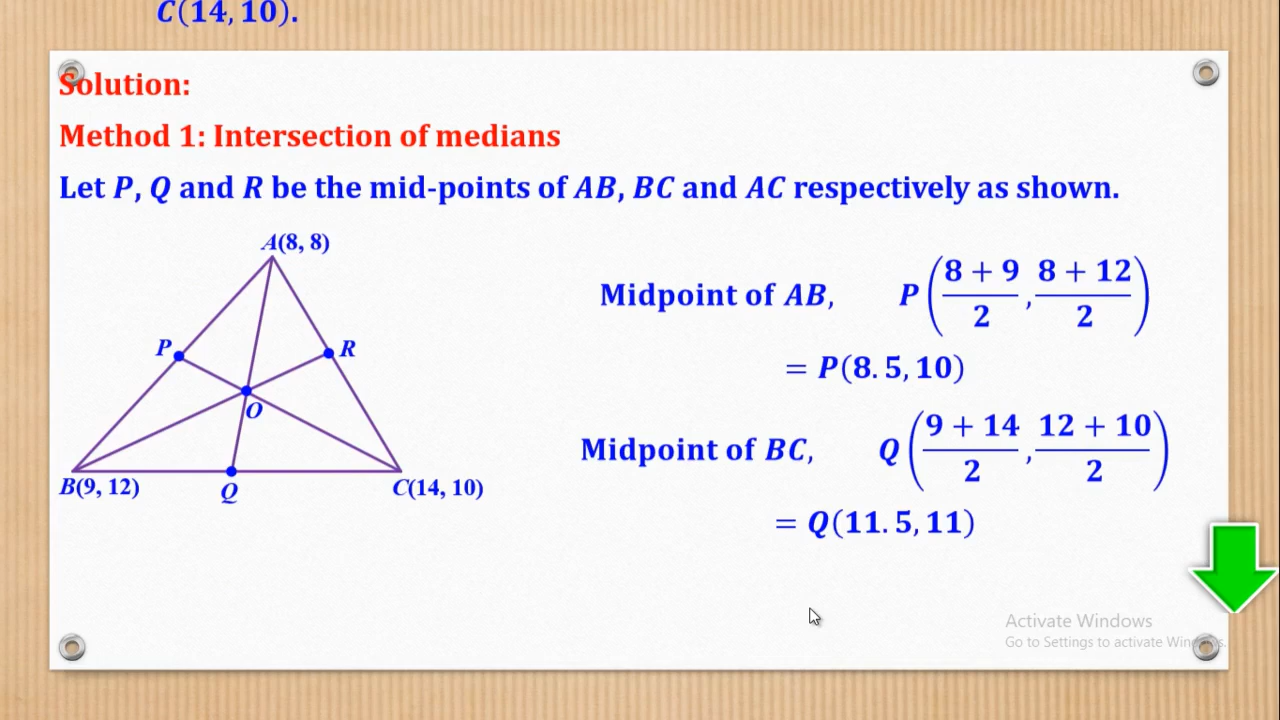 C(14, 10).
Solution:
Method 1: Intersection of medians
Let P, Q and R be the mid-points of AB, BC and AC respectively as shown.
A(8, 8)
P
R
O
B(9, 12)
Q
C(14, 10)
Midpoint of AB, P((8 + 9)/2, (8 + 12)/2)
= P(8.5, 10)
Midpoint of BC, Q((9 + 14)/2, (12 + 10)/2)
= Q(11.5, 11)
Activate Windows
Go to Settings to activate Windows.